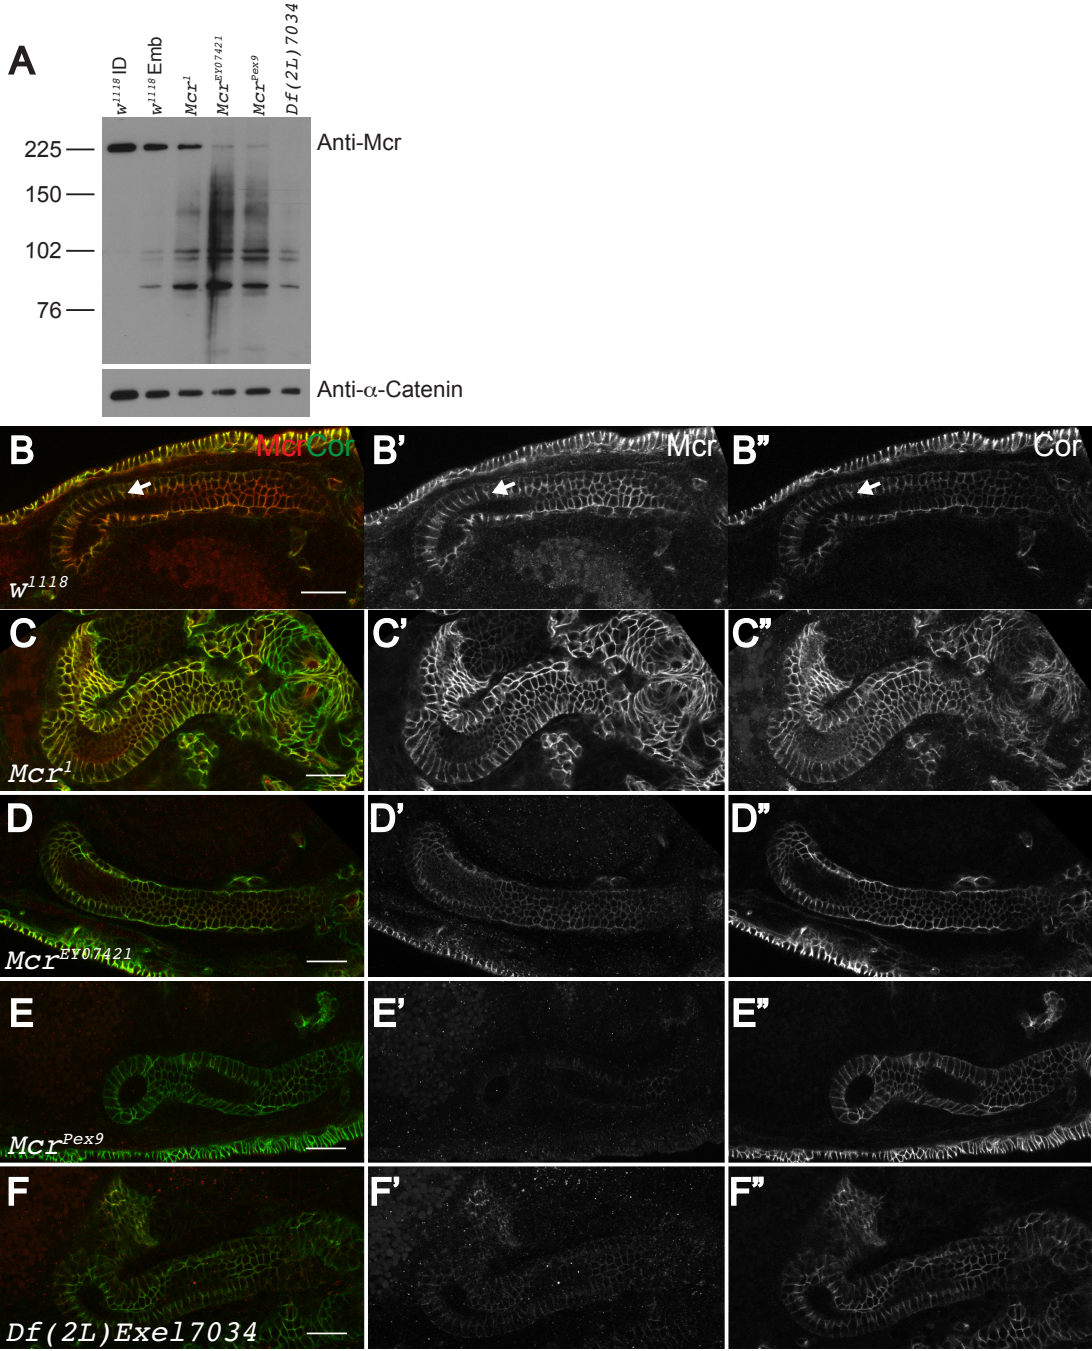 A
w1118 ID
w1118 Emb
Mcr1
McrEY07421
McrPex9
Df(2L)7034
225
150
102
76
Anti-Mcr
Anti-α-Catenin
B
McrCor
w1118
B'
Mcr
B"
Cor
C
Mcr1
C'
C"
D
McrEY07421
D'
D"
E
McrPex9
E'
E"
F
Df(2L)Exel7034
F'
F"